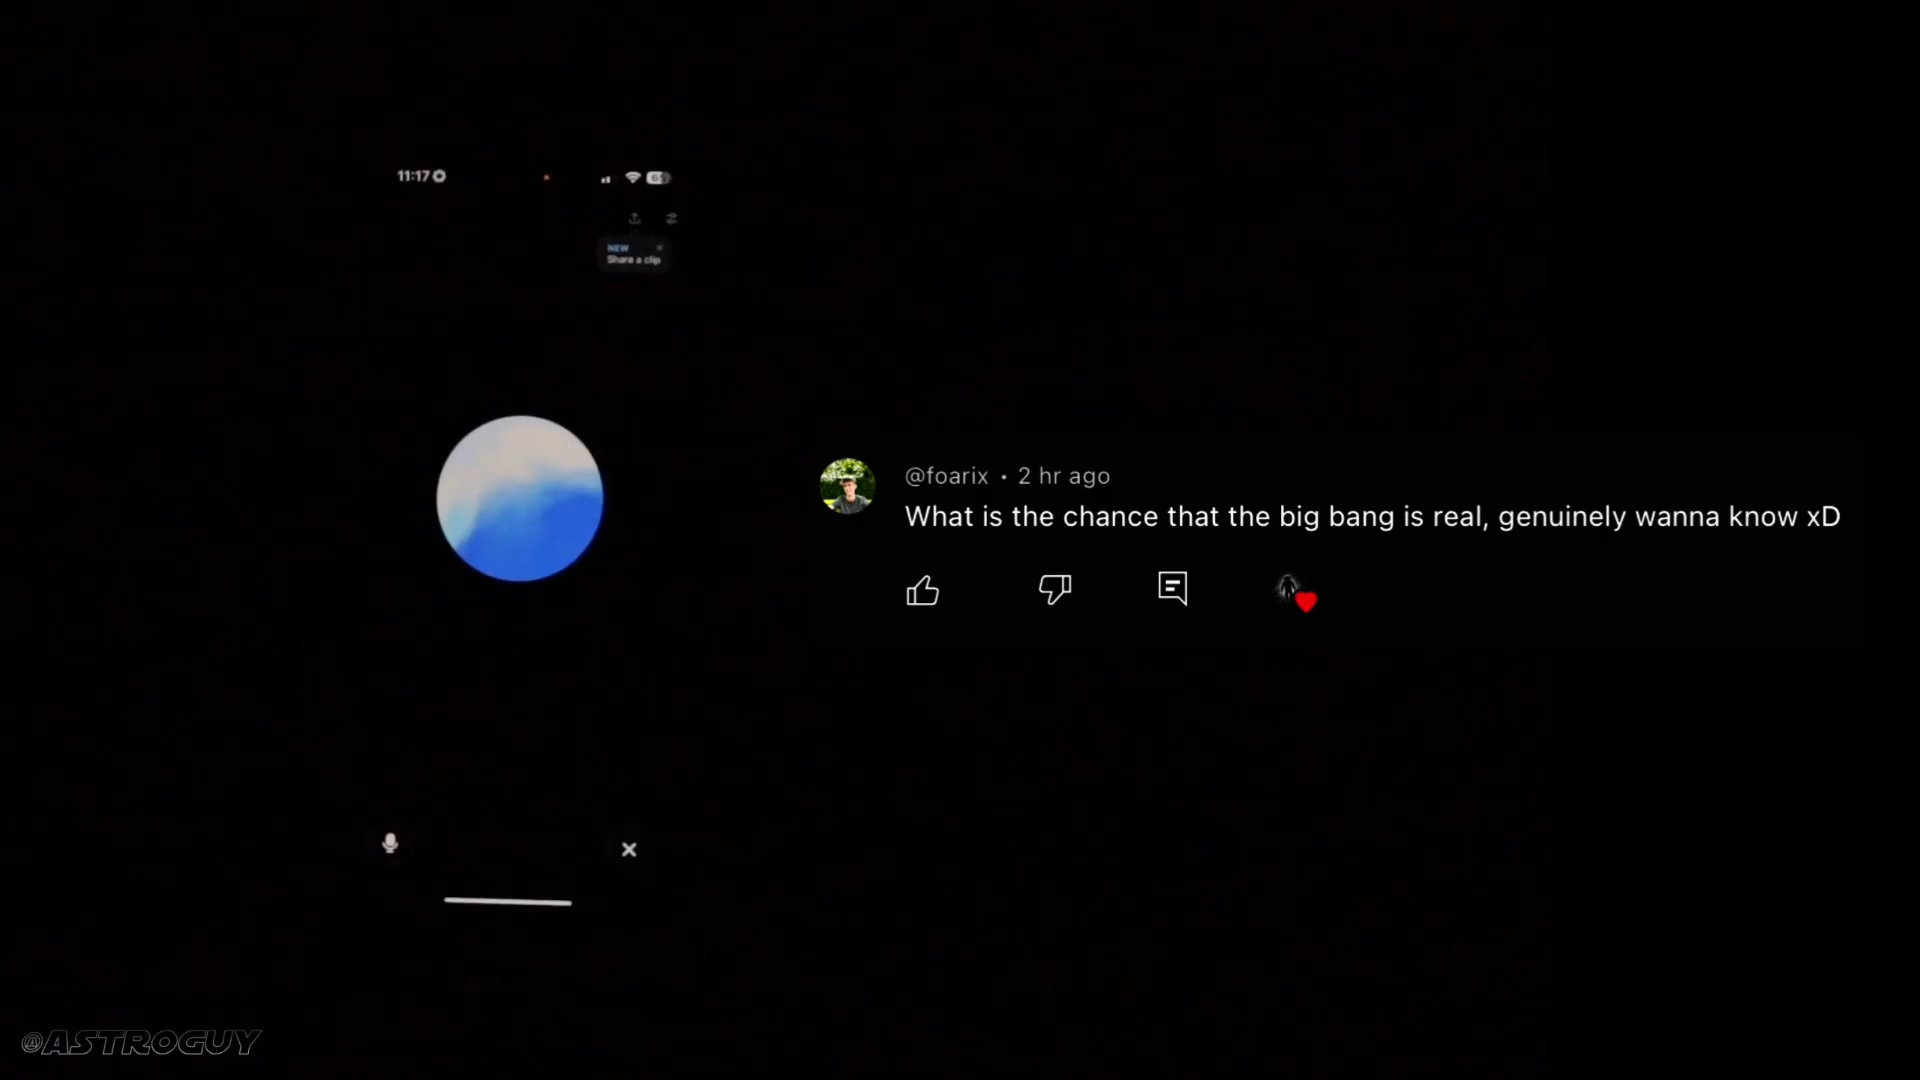 11:17
NEW
Share a clip
@foarix • 2 hr ago
What is the chance that the big bang is real, genuinely wanna know xD
@ASTROGUY